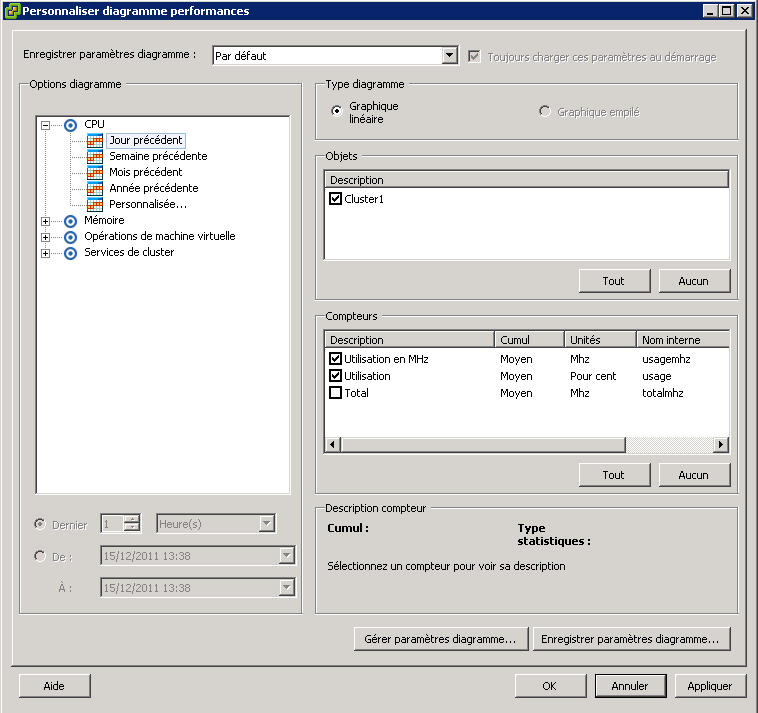 Personnaliser diagramme performances
Enregistrer paramètres diagramme :
Par défaut
Toujours charger ces paramètres au démarrage
Options diagramme
CPU
Jour précédent
Semaine précédente
Mois précédent
Année précédente
Personnalisée...
Mémoire
Opérations de machine virtuelle
Services de cluster
Dernier 1 Heure(s)
De : 15/12/2011 13:38
À : 15/12/2011 13:38
Type diagramme
Graphique
linéaire
Graphique empilé
Objets
Description
Cluster1
Tout Aucun
Compteurs
Description Cumul Unités Nom interne
Utilisation en MHz Moyen Mhz usagemhz
Utilisation Moyen Pour cent usage
Total Moyen Mhz totalmhz
Tout Aucun
Description compteur
Cumul : Type
statistiques :
Sélectionnez un compteur pour voir sa description
Gérer paramètres diagramme... Enregistrer paramètres diagramme...
Aide OK Annuler Appliquer